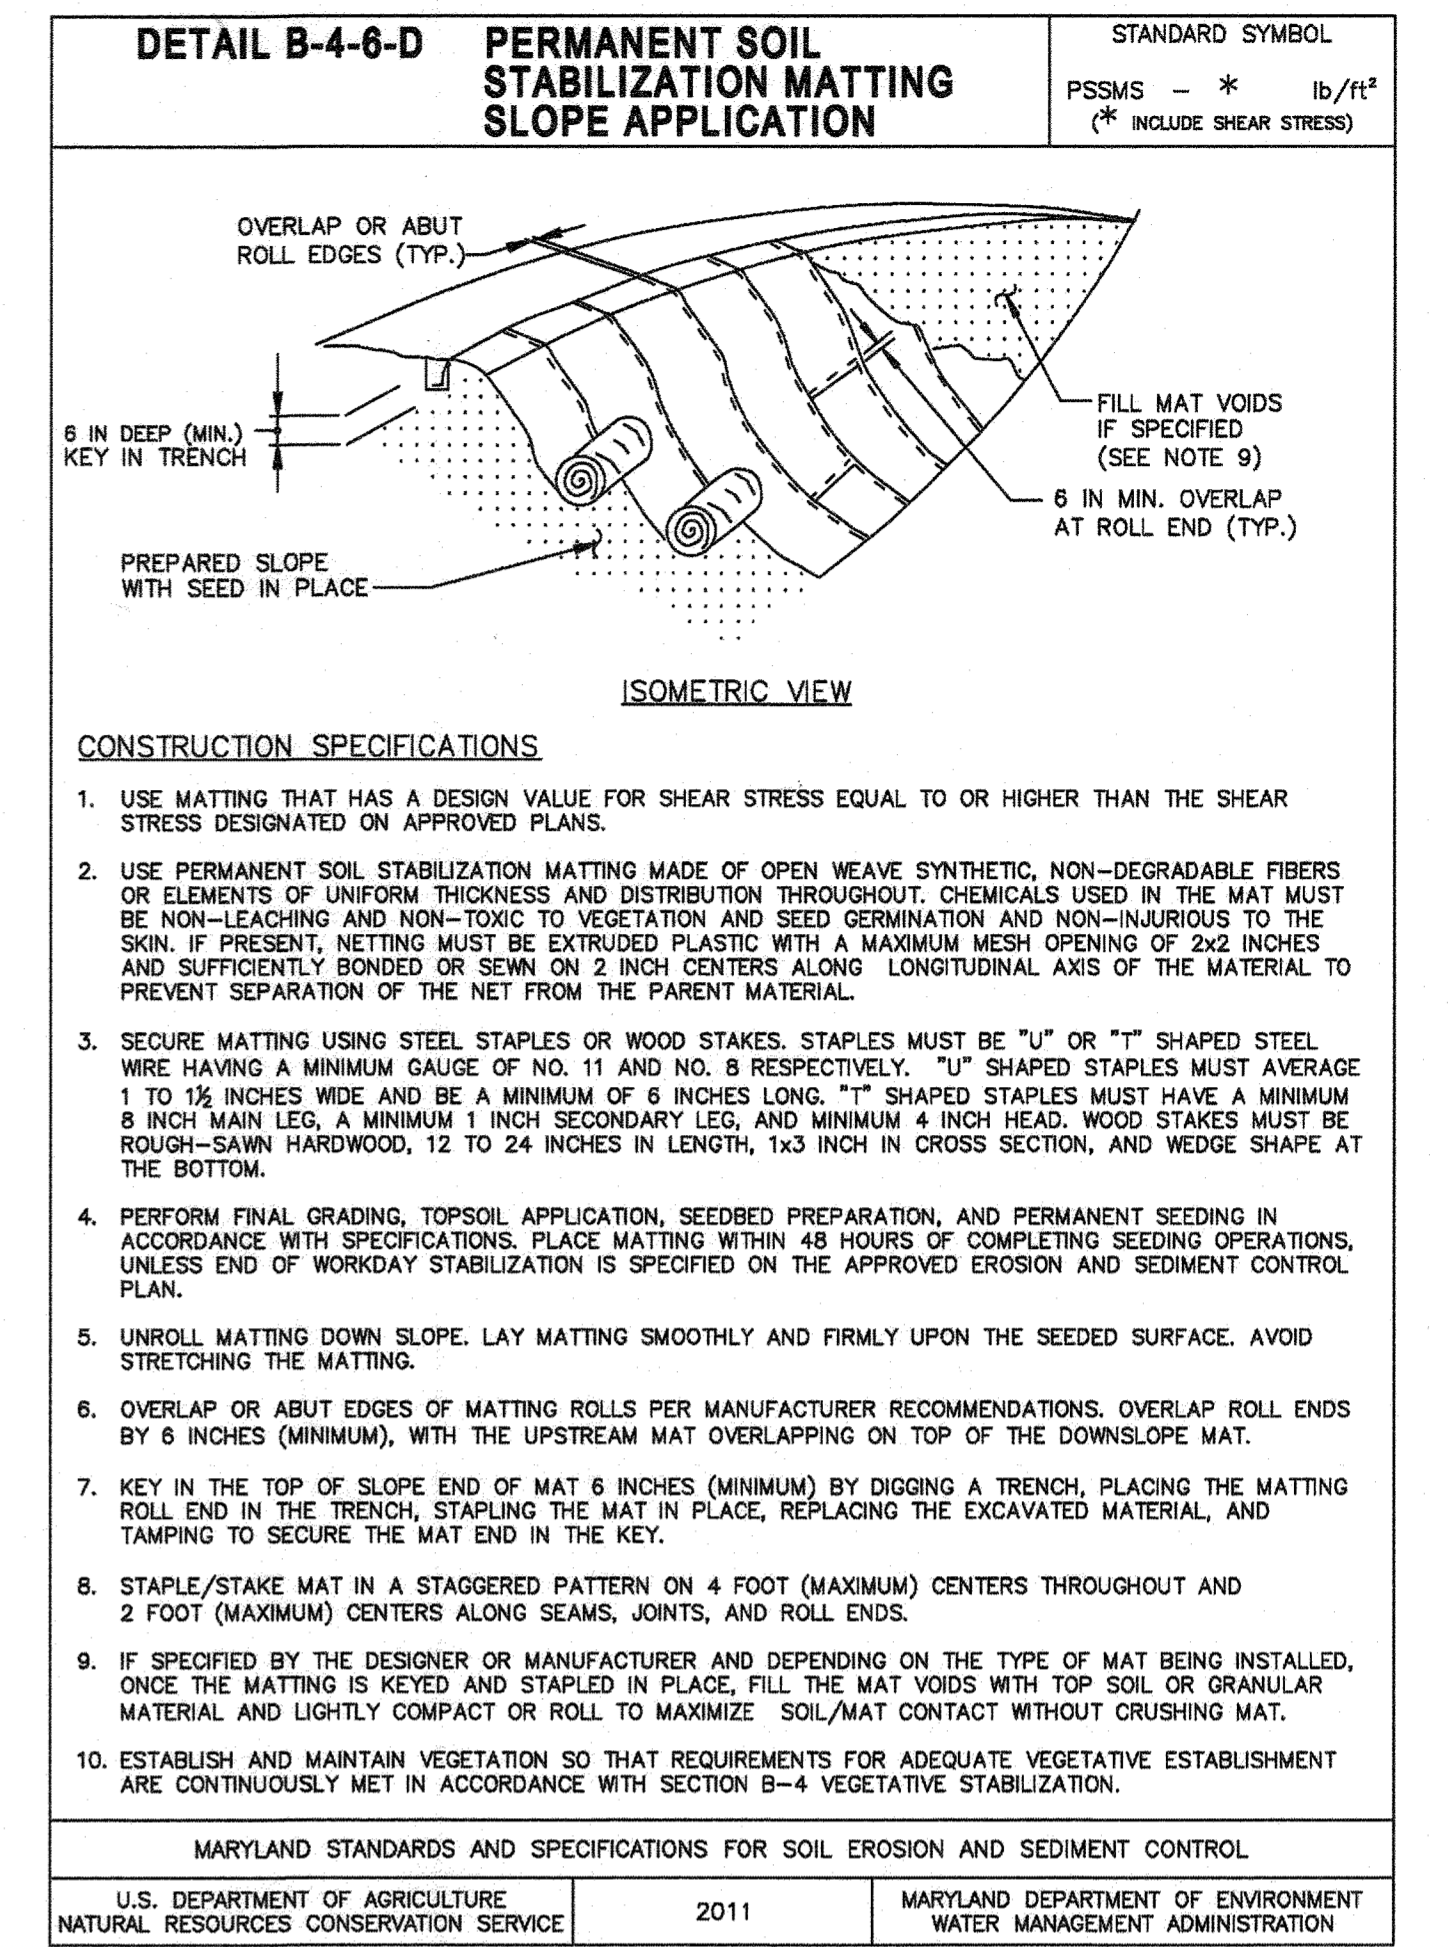 DETAIL B-4-6-D
PERMANENT SOIL
STABILIZATION MATTING
SLOPE APPLICATION
STANDARD SYMBOL
PSSMS – * lb/ft²
(* INCLUDE SHEAR STRESS)
OVERLAP OR ABUT
ROLL EDGES (TYP.)
6 IN DEEP (MIN.)
KEY IN TRENCH
PREPARED SLOPE
WITH SEED IN PLACE
FILL MAT VOIDS
IF SPECIFIED
(SEE NOTE 9)
6 IN MIN. OVERLAP
AT ROLL END (TYP.)
ISOMETRIC VIEW
CONSTRUCTION SPECIFICATIONS
1. USE MATTING THAT HAS A DESIGN VALUE FOR SHEAR STRESS EQUAL TO OR HIGHER THAN THE SHEAR
STRESS DESIGNATED ON APPROVED PLANS.
2. USE PERMANENT SOIL STABILIZATION MATTING MADE OF OPEN WEAVE SYNTHETIC, NON-DEGRADABLE FIBERS
OR ELEMENTS OF UNIFORM THICKNESS AND DISTRIBUTION THROUGHOUT. CHEMICALS USED IN THE MAT MUST
BE NON-LEACHING AND NON-TOXIC TO VEGETATION AND SEED GERMINATION AND NON-INJURIOUS TO THE
SKIN. IF PRESENT, NETTING MUST BE EXTRUDED PLASTIC WITH A MAXIMUM MESH OPENING OF 2x2 INCHES
AND SUFFICIENTLY BONDED OR SEWN ON 2 INCH CENTERS ALONG LONGITUDINAL AXIS OF THE MATERIAL TO
PREVENT SEPARATION OF THE NET FROM THE PARENT MATERIAL.
3. SECURE MATTING USING STEEL STAPLES OR WOOD STAKES. STAPLES MUST BE "U" OR "T" SHAPED STEEL
WIRE HAVING A MINIMUM GAUGE OF NO. 11 AND NO. 8 RESPECTIVELY. "U" SHAPED STAPLES MUST AVERAGE
1 TO 1½ INCHES WIDE AND BE A MINIMUM OF 6 INCHES LONG. "T" SHAPED STAPLES MUST HAVE A MINIMUM
8 INCH MAIN LEG, A MINIMUM 1 INCH SECONDARY LEG, AND MINIMUM 4 INCH HEAD. WOOD STAKES MUST BE
ROUGH-SAWN HARDWOOD, 12 TO 24 INCHES IN LENGTH, 1x3 INCH IN CROSS SECTION, AND WEDGE SHAPE AT
THE BOTTOM.
4. PERFORM FINAL GRADING, TOPSOIL APPLICATION, SEEDBED PREPARATION, AND PERMANENT SEEDING IN
ACCORDANCE WITH SPECIFICATIONS. PLACE MATTING WITHIN 48 HOURS OF COMPLETING SEEDING OPERATIONS,
UNLESS END OF WORKDAY STABILIZATION IS SPECIFIED ON THE APPROVED EROSION AND SEDIMENT CONTROL
PLAN.
5. UNROLL MATTING DOWN SLOPE. LAY MATTING SMOOTHLY AND FIRMLY UPON THE SEEDED SURFACE. AVOID
STRETCHING THE MATTING.
6. OVERLAP OR ABUT EDGES OF MATTING ROLLS PER MANUFACTURER RECOMMENDATIONS. OVERLAP ROLL ENDS
BY 6 INCHES (MINIMUM), WITH THE UPSTREAM MAT OVERLAPPING ON TOP OF THE DOWNSLOPE MAT.
7. KEY IN THE TOP OF SLOPE END OF MAT 6 INCHES (MINIMUM) BY DIGGING A TRENCH, PLACING THE MATTING
ROLL END IN THE TRENCH, STAPLING THE MAT IN PLACE, REPLACING THE EXCAVATED MATERIAL, AND
TAMPING TO SECURE THE MAT END IN THE KEY.
8. STAPLE/STAKE MAT IN A STAGGERED PATTERN ON 4 FOOT (MAXIMUM) CENTERS THROUGHOUT AND
2 FOOT (MAXIMUM) CENTERS ALONG SEAMS, JOINTS, AND ROLL ENDS.
9. IF SPECIFIED BY THE DESIGNER OR MANUFACTURER AND DEPENDING ON THE TYPE OF MAT BEING INSTALLED,
ONCE THE MATTING IS KEYED AND STAPLED IN PLACE, FILL THE MAT VOIDS WITH TOP SOIL OR GRANULAR
MATERIAL AND LIGHTLY COMPACT OR ROLL TO MAXIMIZE SOIL/MAT CONTACT WITHOUT CRUSHING MAT.
10. ESTABLISH AND MAINTAIN VEGETATION SO THAT REQUIREMENTS FOR ADEQUATE VEGETATIVE ESTABLISHMENT
ARE CONTINUOUSLY MET IN ACCORDANCE WITH SECTION B-4 VEGETATIVE STABILIZATION.
MARYLAND STANDARDS AND SPECIFICATIONS FOR SOIL EROSION AND SEDIMENT CONTROL
U.S. DEPARTMENT OF AGRICULTURE
NATURAL RESOURCES CONSERVATION SERVICE
2011
MARYLAND DEPARTMENT OF ENVIRONMENT
WATER MANAGEMENT ADMINISTRATION